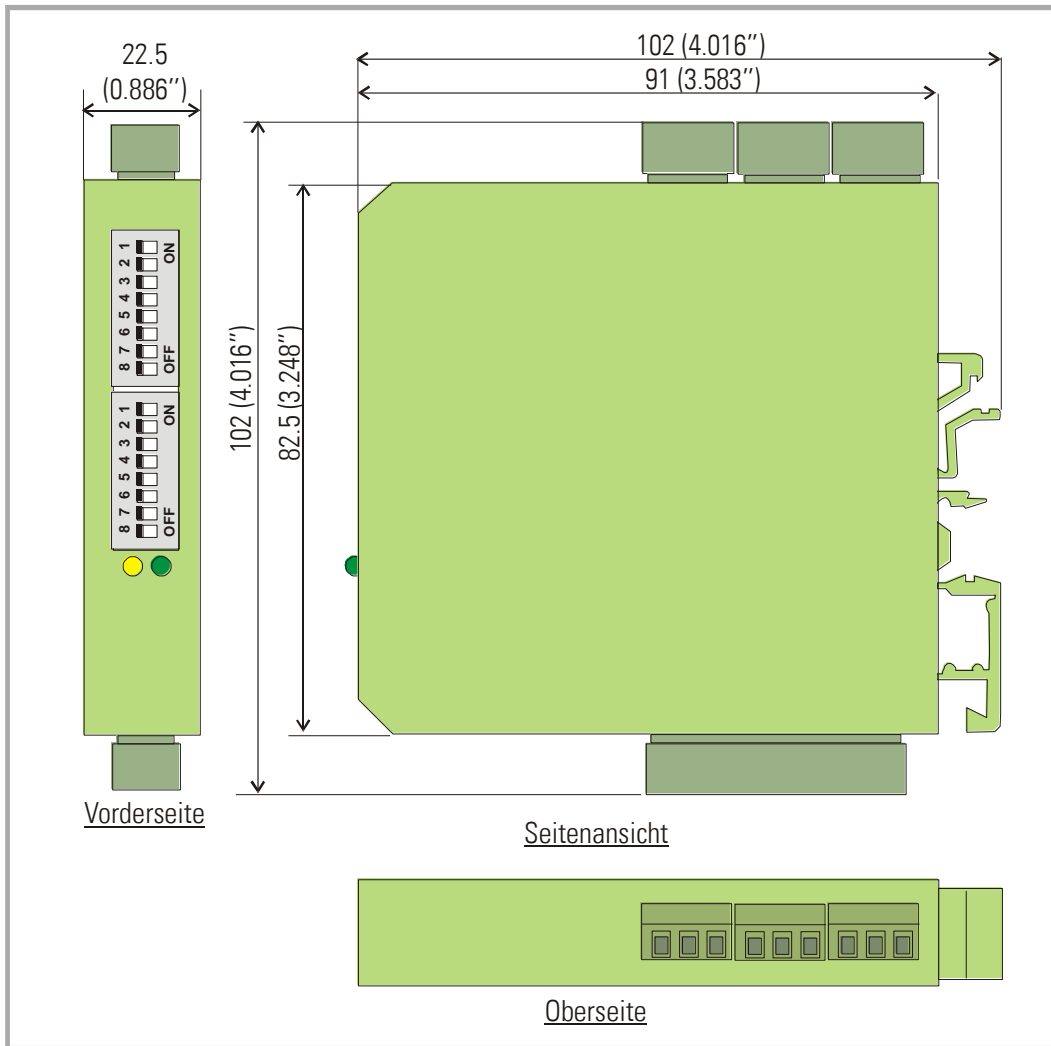 22.5
(0.886″)
102 (4.016″)
91 (3.583″)
102 (4.016″)
82.5 (3.248″)
1 2 3 4 5 6 7 8
ON
OFF
1 2 3 4 5 6 7 8
ON
OFF
Vorderseite
Seitenansicht
Oberseite